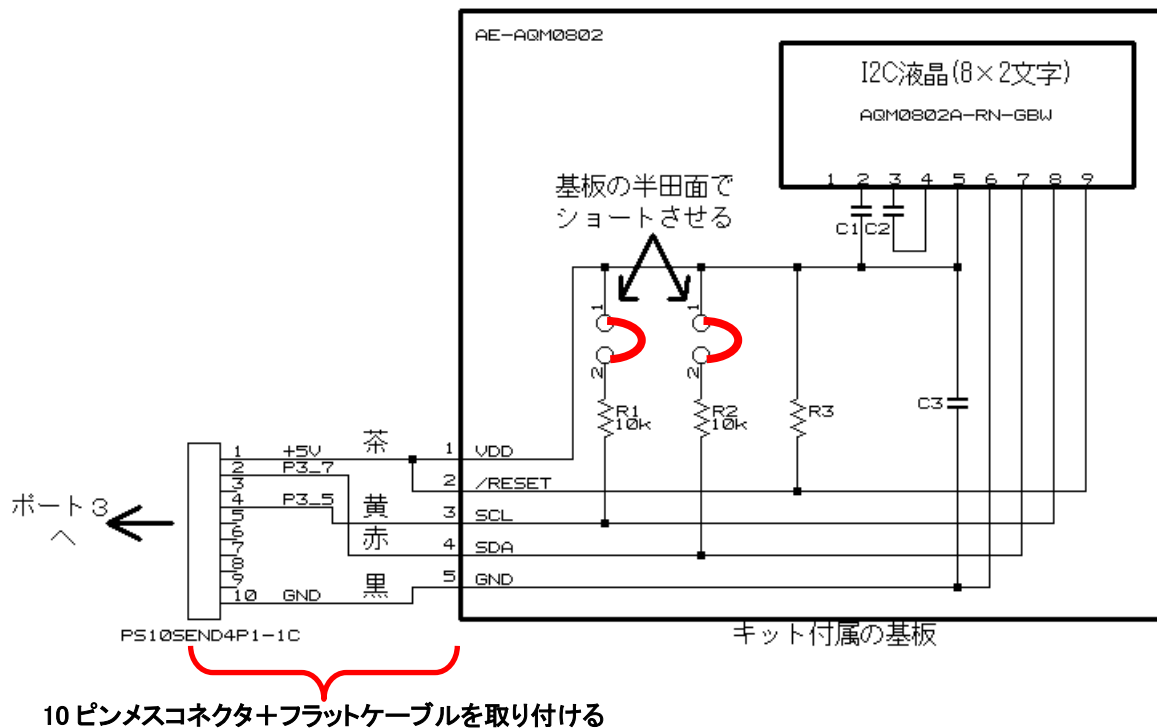 AE-AQM0802
I2C液晶(8×2文字)
AQM0802A-RN-GBW
1 2 3 4 5 6 7 8 9
基板の半田面で
ショートさせる
C1 C2
1 1
2 2
R1
10k
R2
10k
R3
C3
1 +5V 茶 1 VDD
2 P3_7
3 2 /RESET
4 P3_5 黄 3 SCL
5
6 赤 4 SDA
7
8
9 黒 5 GND
10 GND
ポート3
へ
PS10SEND4P1-1C
キット付属の基板
10ピンメスコネクタ+フラットケーブルを取り付ける